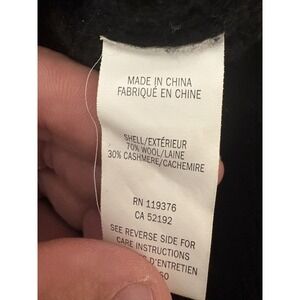 MADE IN CHINA
FABRIQUÉ EN CHINE
SHELL/EXTÉRIEUR
70% WOOL/LAINE
30% CASHMERE/CACHEMIRE
RN 119376
CA 52192
SEE REVERSE SIDE FOR
CARE INSTRUCTIONS
D'ENTRETIEN